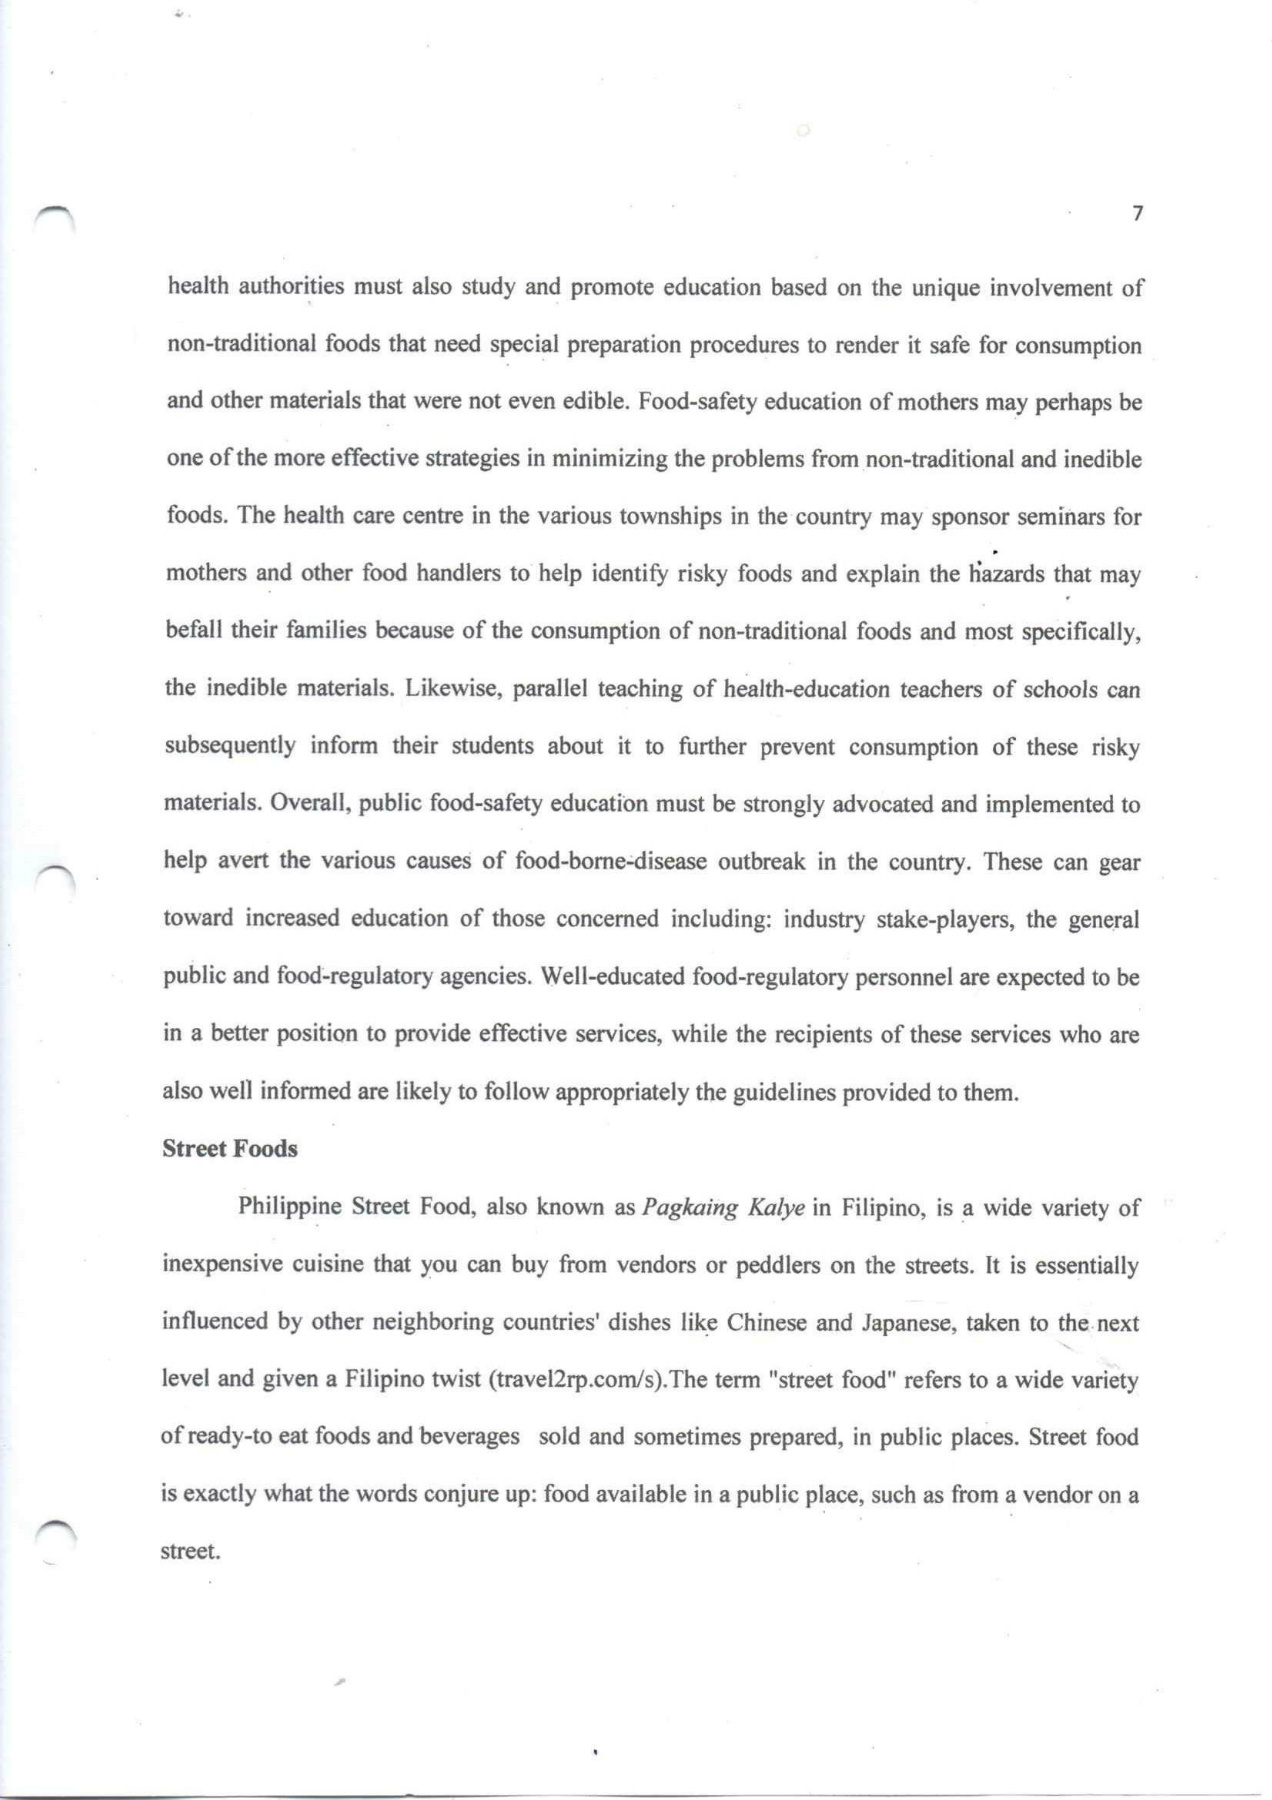 7
health authorities must also study and promote education based on the unique involvement of
non-traditional foods that need special preparation procedures to render it safe for consumption
and other materials that were not even edible. Food-safety education of mothers may perhaps be
one of the more effective strategies in minimizing the problems from non-traditional and inedible
foods. The health care centre in the various townships in the country may sponsor seminars for
mothers and other food handlers to help identify risky foods and explain the hazards that may
befall their families because of the consumption of non-traditional foods and most specifically,
the inedible materials. Likewise, parallel teaching of health-education teachers of schools can
subsequently inform their students about it to further prevent consumption of these risky
materials. Overall, public food-safety education must be strongly advocated and implemented to
help avert the various causes of food-borne-disease outbreak in the country. These can gear
toward increased education of those concerned including: industry stake-players, the general
public and food-regulatory agencies. Well-educated food-regulatory personnel are expected to be
in a better position to provide effective services, while the recipients of these services who are
also well informed are likely to follow appropriately the guidelines provided to them.
Street Foods
Philippine Street Food, also known as Pagkaing Kalye in Filipino, is a wide variety of
inexpensive cuisine that you can buy from vendors or peddlers on the streets. It is essentially
influenced by other neighboring countries' dishes like Chinese and Japanese, taken to the next
level and given a Filipino twist (travel2rp.com/s).The term "street food" refers to a wide variety
of ready-to eat foods and beverages sold and sometimes prepared, in public places. Street food
is exactly what the words conjure up: food available in a public place, such as from a vendor on a
street.